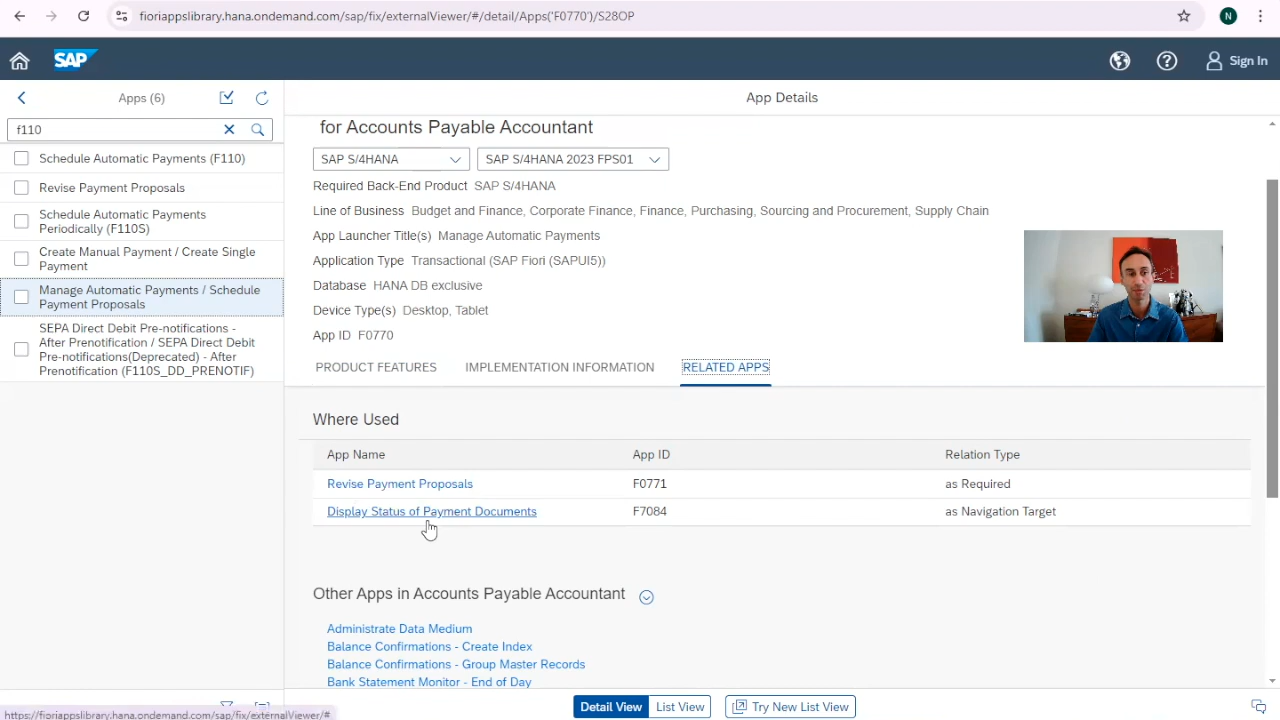 fioriappslibrary.hana.ondemand.com/sap/fix/externalViewer/#/detail/Apps('F0770')/S28OP
N
SAP
Sign In
Apps (6)
App Details
f110
Schedule Automatic Payments (F110)
Revise Payment Proposals
Schedule Automatic Payments
Periodically (F110S)
Create Manual Payment / Create Single
Payment
Manage Automatic Payments / Schedule
Payment Proposals
SEPA Direct Debit Pre-notifications -
After Prenotification / SEPA Direct Debit
Pre-notifications(Deprecated) - After
Prenotification (F110S_DD_PRENOTIF)
for Accounts Payable Accountant
SAP S/4HANA
SAP S/4HANA 2023 FPS01
Required Back-End Product SAP S/4HANA
Line of Business Budget and Finance, Corporate Finance, Finance, Purchasing, Sourcing and Procurement, Supply Chain
App Launcher Title(s) Manage Automatic Payments
Application Type Transactional (SAP Fiori (SAPUI5))
Database HANA DB exclusive
Device Type(s) Desktop, Tablet
App ID F0770
PRODUCT FEATURES IMPLEMENTATION INFORMATION RELATED APPS
Where Used
App Name App ID Relation Type
Revise Payment Proposals F0771 as Required
Display Status of Payment Documents F7084 as Navigation Target
Other Apps in Accounts Payable Accountant
Administrate Data Medium
Balance Confirmations - Create Index
Balance Confirmations - Group Master Records
Bank Statement Monitor - End of Day
Detail View List View Try New List View
https://fioriappslibrary.hana.ondemand.com/sap/fix/externalViewer/#